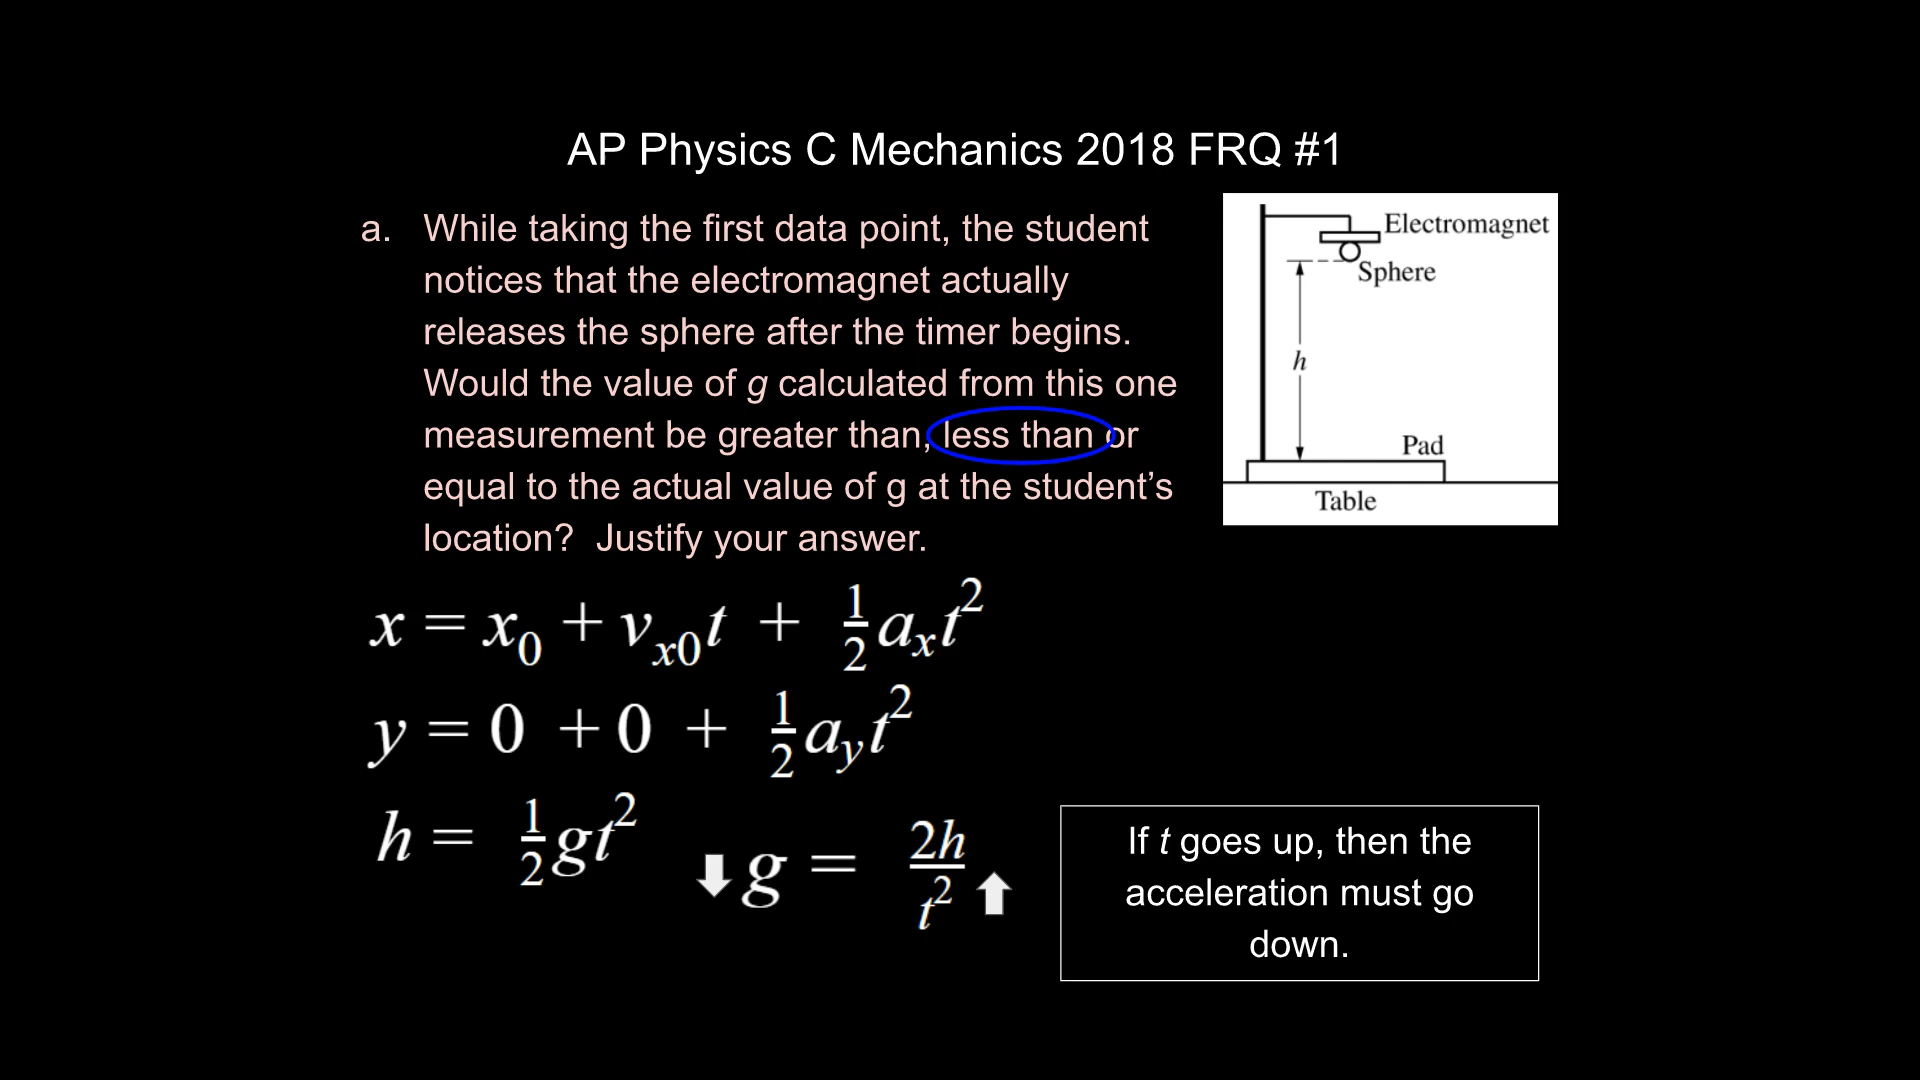 AP Physics C Mechanics 2018 FRQ #1
a. While taking the first data point, the student
notices that the electromagnet actually
releases the sphere after the timer begins.
Would the value of g calculated from this one
measurement be greater than, less than or
equal to the actual value of g at the student’s
location? Justify your answer.
Electromagnet
Sphere
h
Pad
Table
x = x₀ + vₓ₀t + ½aₓt²
y = 0 + 0 + ½a_y t²
h = ½gt²
g = 2h/t²
If t goes up, then the
acceleration must go
down.